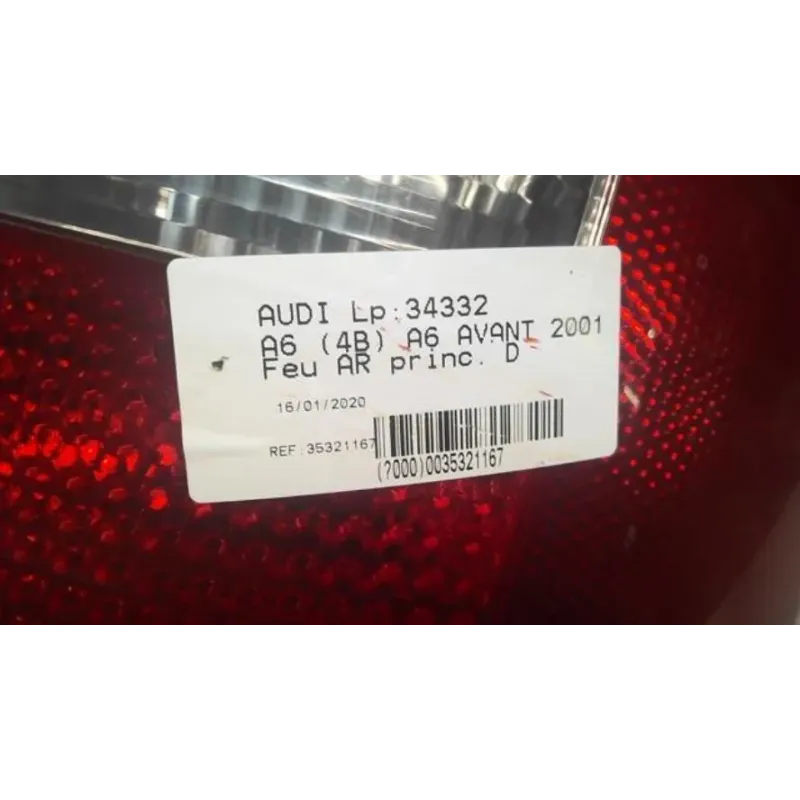 AUDI Lp:34332
A6 (4B) A6 AVANT 2001
Feu AR princ. D
16/01/2020
REF:35321167
(?000)0035321167